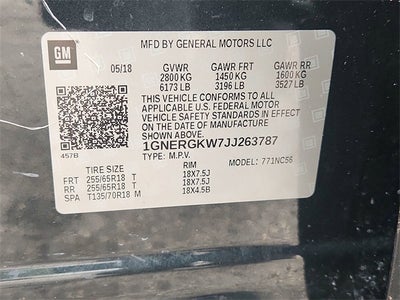 GM
MFD BY GENERAL MOTORS LLC
05/18 GVWR GAWR FRT GAWR RR
2800 KG 1450 KG 1600 KG
6173 LB 3196 LB 3527 LB
THIS VEHICLE CONFORMS TO ALL
APPLICABLE U.S. FEDERAL MOTOR
VEHICLE SAFETY STANDARDS IN EFFECT
ON THE DATE OF MANUFACTURE
SHOWN ABOVE.
1GNERGKW7JJ263787
457B TYPE: M.P.V. MODEL: 771NC56
TIRE SIZE RIM
FRT 255/65R18 T 18X7.5J
RR 255/65R18 T 18X7.5J
SPA T135/70R18 M 18X4.5B